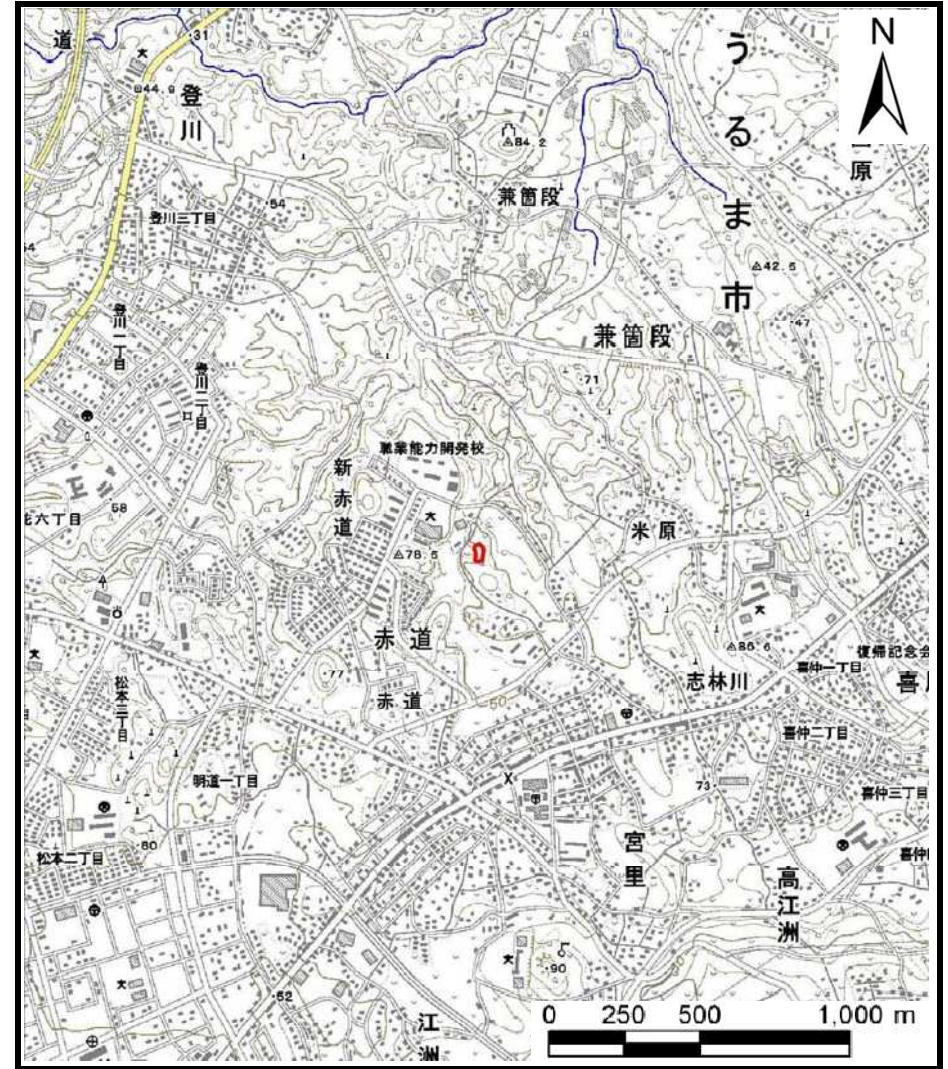 道
31
N
44.9
登川
うるま市
84.2
原
兼箇段
54
登川三丁目
42.5
47
登川一丁目
兼箇段
登川二丁目
71
職業能力開発校
新赤道
58
六丁目
米原
78.5
赤道
86.6
復帰記念会
喜仲一丁目
77
志林川
喜
赤道
50
松本三丁目
喜仲二丁目
明道一丁目
73
喜仲三丁目
80
松本二丁目
宮里
喜仲
高江洲
90
52
江洲
0 250 500 1,000 m